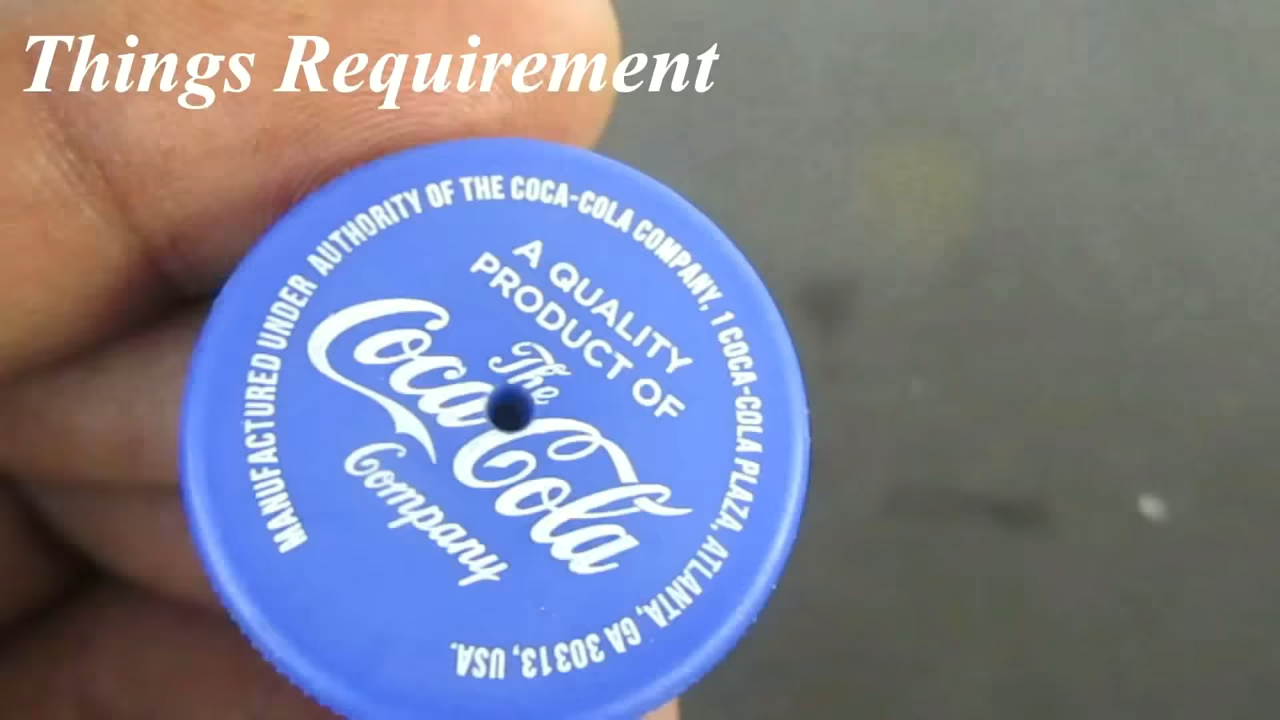 Things Requirement
MANUFACTURED UNDER AUTHORITY OF THE COCA-COLA COMPANY, 1 COCA-COLA PLAZA, ATLANTA, GA 30313, USA.
A QUALITY
PRODUCT OF
The
Coca-Cola
Company